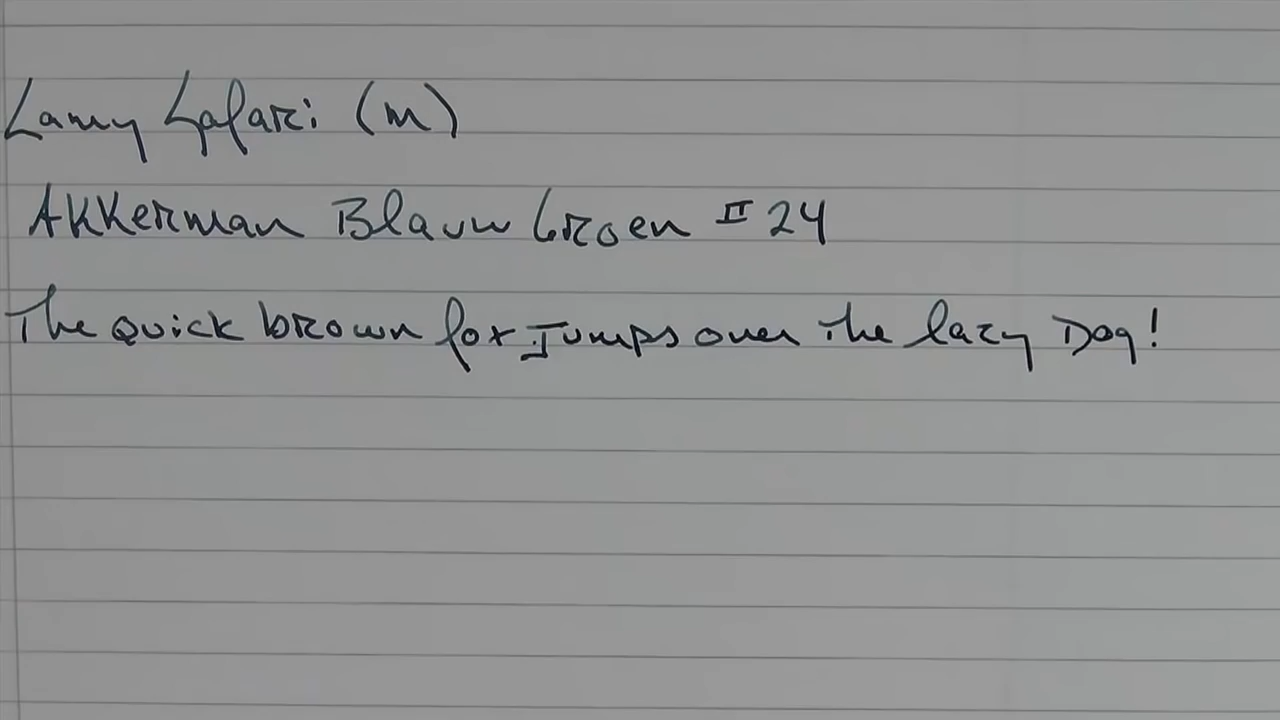 Lamy Safari (M)
Akkerman Blauw Groen #24
The quick brown fox Jumps over The lazy Dog!